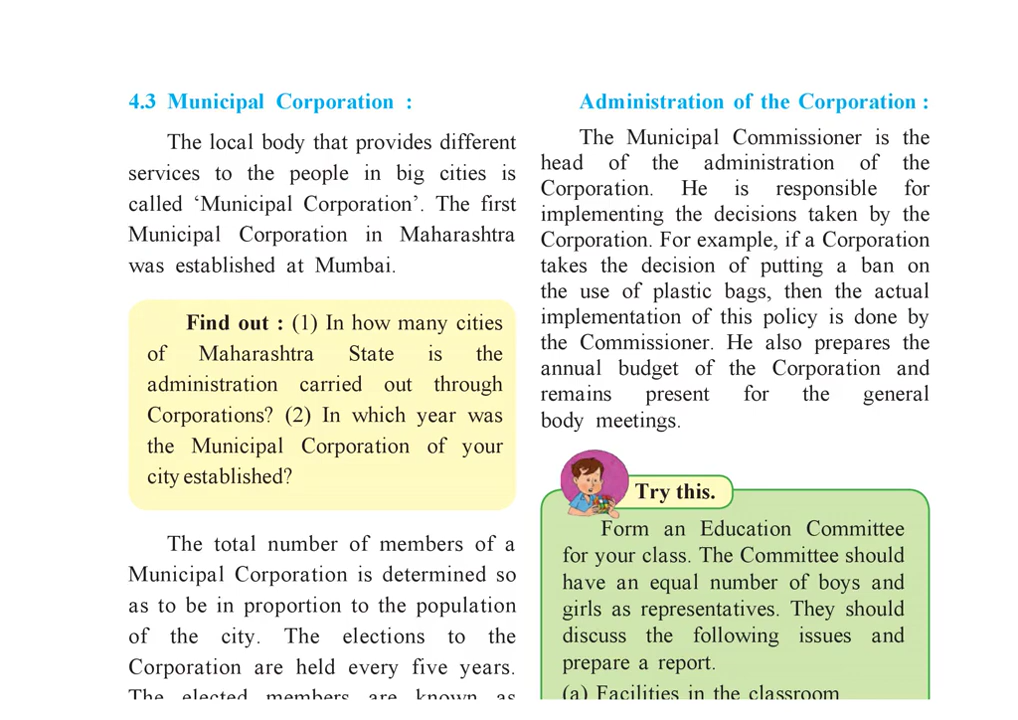 4.3 Municipal Corporation :
The local body that provides different
services to the people in big cities is
called ‘Municipal Corporation’. The first
Municipal Corporation in Maharashtra
was established at Mumbai.
Find out : (1) In how many cities
of Maharashtra State is the
administration carried out through
Corporations? (2) In which year was
the Municipal Corporation of your
city established?
The total number of members of a
Municipal Corporation is determined so
as to be in proportion to the population
of the city. The elections to the
Corporation are held every five years.
The elected members are known as
Administration of the Corporation :
The Municipal Commissioner is the
head of the administration of the
Corporation. He is responsible for
implementing the decisions taken by the
Corporation. For example, if a Corporation
takes the decision of putting a ban on
the use of plastic bags, then the actual
implementation of this policy is done by
the Commissioner. He also prepares the
annual budget of the Corporation and
remains present for the general
body meetings.
Try this.
Form an Education Committee
for your class. The Committee should
have an equal number of boys and
girls as representatives. They should
discuss the following issues and
prepare a report.
(a) Facilities in the classroom